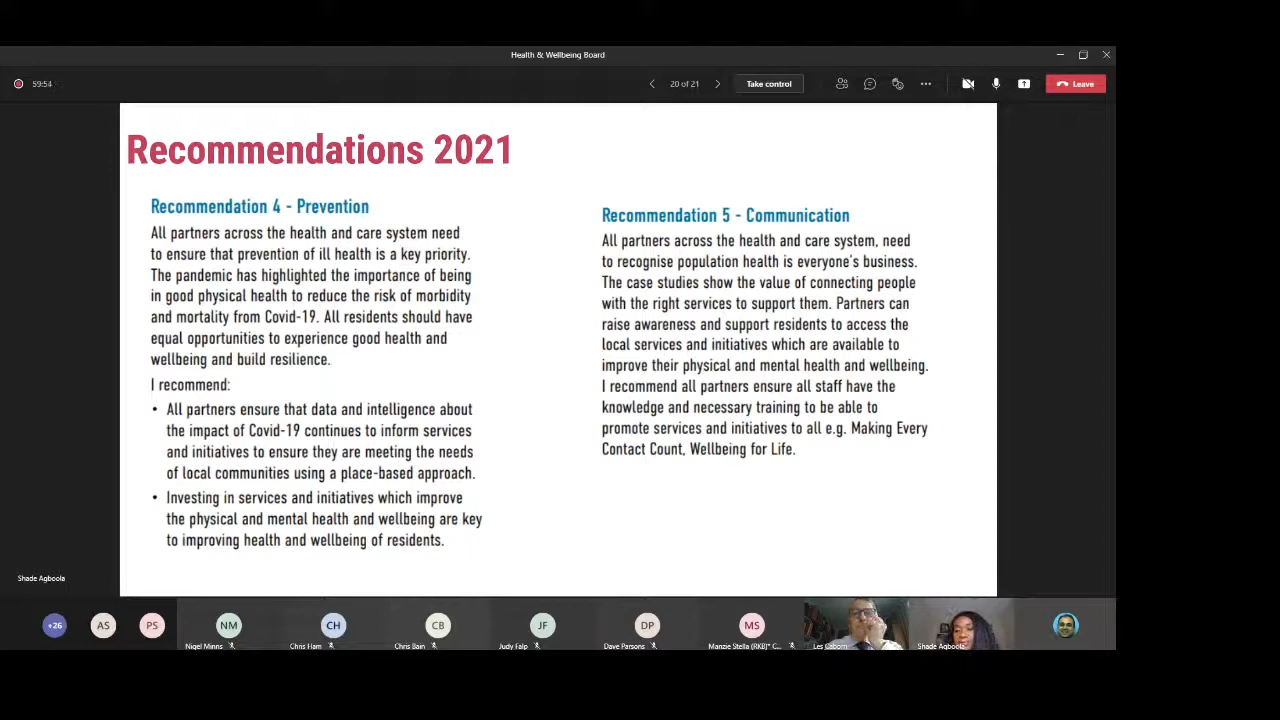 Health & Wellbeing Board
59:54
20 of 21
Take control
Leave
Recommendations 2021
Recommendation 4 - Prevention
All partners across the health and care system need
to ensure that prevention of ill health is a key priority.
The pandemic has highlighted the importance of being
in good physical health to reduce the risk of morbidity
and mortality from Covid-19. All residents should have
equal opportunities to experience good health and
wellbeing and build resilience.
I recommend:
• All partners ensure that data and intelligence about
the impact of Covid-19 continues to inform services
and initiatives to ensure they are meeting the needs
of local communities using a place-based approach.
• Investing in services and initiatives which improve
the physical and mental health and wellbeing are key
to improving health and wellbeing of residents.
Recommendation 5 - Communication
All partners across the health and care system, need
to recognise population health is everyone's business.
The case studies show the value of connecting people
with the right services to support them. Partners can
raise awareness and support residents to access the
local services and initiatives which are available to
improve their physical and mental health and wellbeing.
I recommend all partners ensure all staff have the
knowledge and necessary training to be able to
promote services and initiatives to all e.g. Making Every
Contact Count, Wellbeing for Life.
Shade Agboola
+26
AS
PS
NM
CH
CB
JF
DP
MS
Nigel Minns
Chris Ham
Chris Bain
Judy Falp
Dave Parsons
Manzie Stella (RKB)* C...
Les Caborn
Shade Agboola